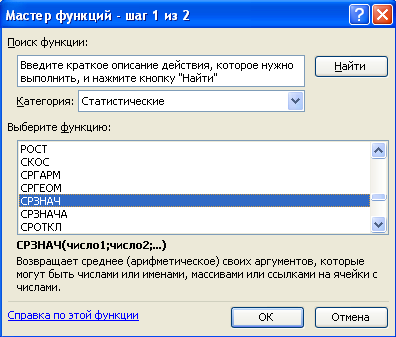 Мастер функций - шаг 1 из 2
Поиск функции:
Введите краткое описание действия, которое нужно
выполнить, и нажмите кнопку "Найти"
Найти
Категория: Статистические
Выберите функцию:
РОСТ
СКОС
СРГАРМ
СРГЕОМ
СРЗНАЧ
СРЗНАЧА
СРОТКЛ
СРЗНАЧ(число1;число2;...)
Возвращает среднее (арифметическое) своих аргументов, которые
могут быть числами или именами, массивами или ссылками на ячейки с
числами.
Справка по этой функции
ОК
Отмена